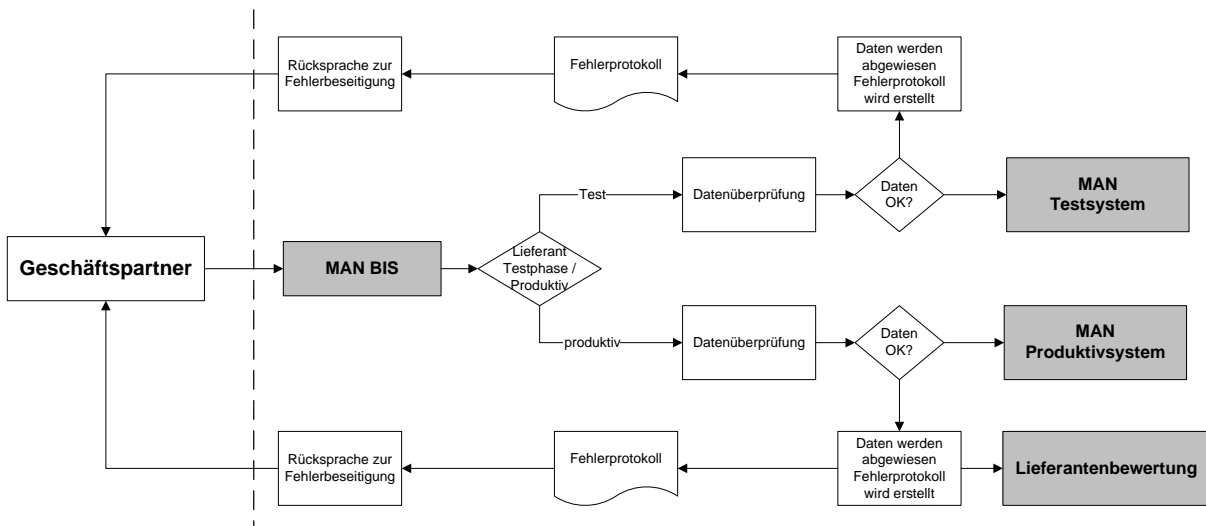 Rücksprache zur
Fehlerbeseitigung
Fehlerprotokoll
Daten werden
abgewiesen
Fehlerprotokoll
wird erstellt
Test
Datenüberprüfung
Daten
OK?
MAN
Testsystem
Geschäftspartner
MAN BIS
Lieferant
Testphase /
Produktiv
produktiv
Datenüberprüfung
Daten
OK?
MAN
Produktivsystem
Rücksprache zur
Fehlerbeseitigung
Fehlerprotokoll
Daten werden
abgewiesen
Fehlerprotokoll
wird erstellt
Lieferantenbewertung